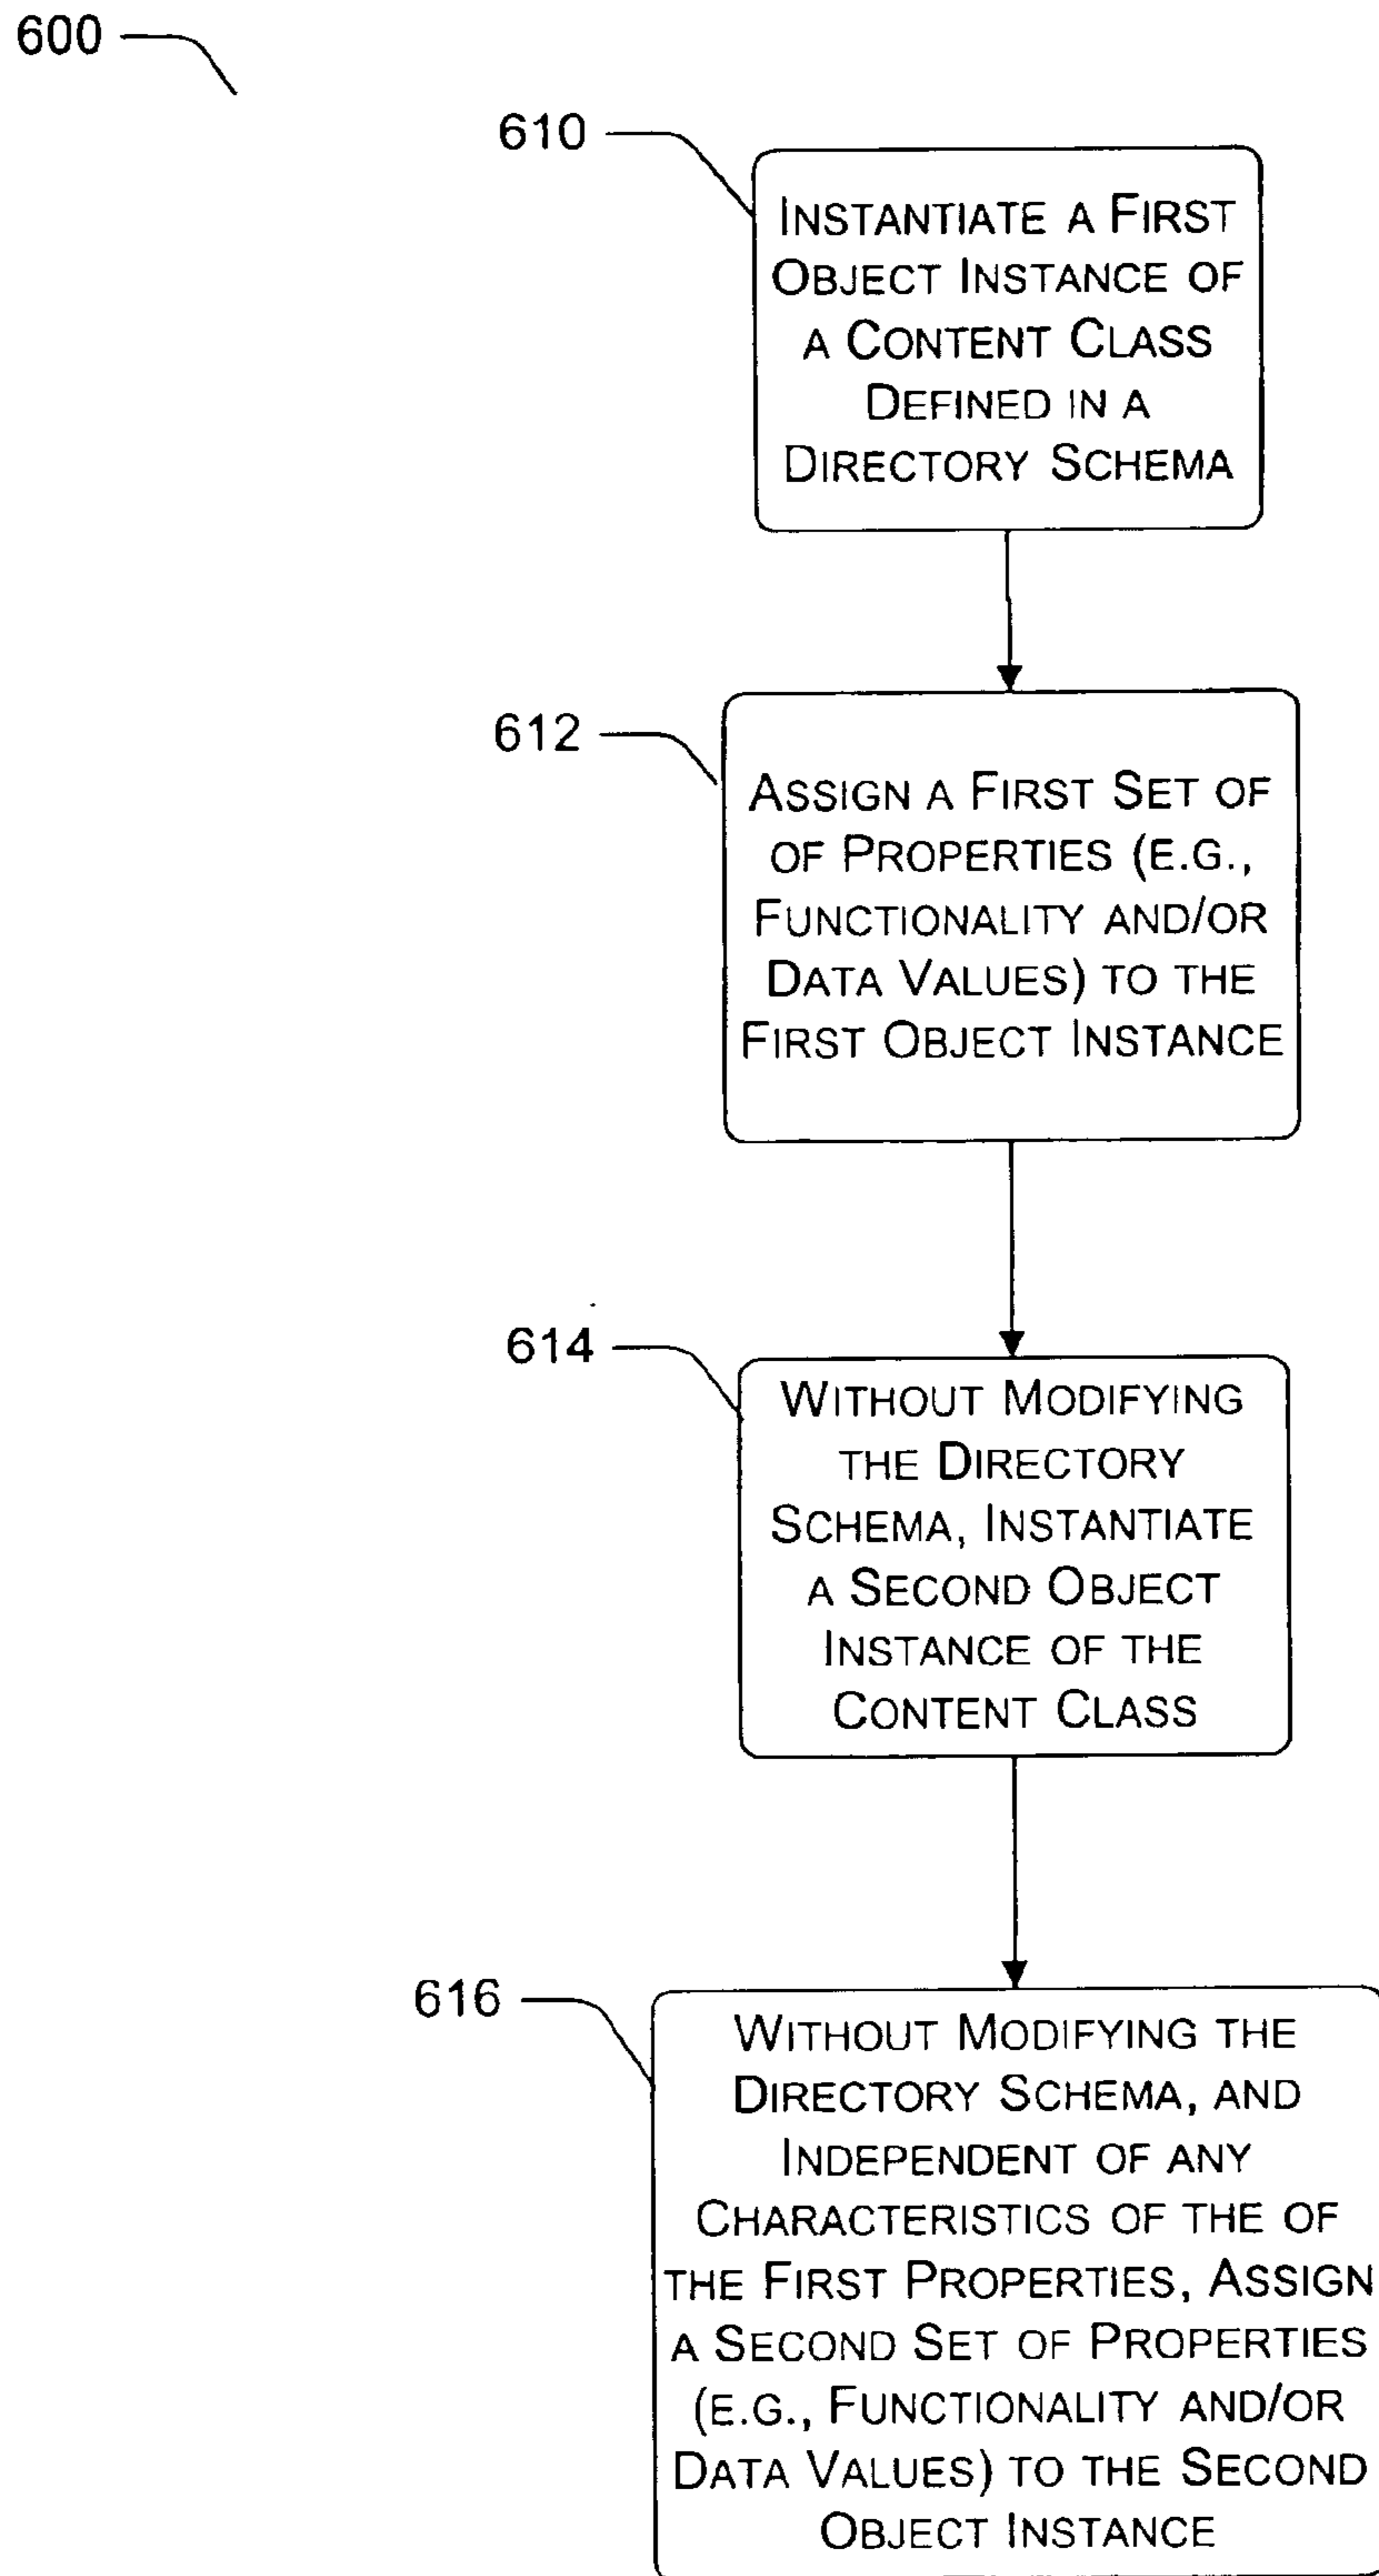 600
610
INSTANTIATE A FIRST
OBJECT INSTANCE OF
A CONTENT CLASS
DEFINED IN A
DIRECTORY SCHEMA
612
ASSIGN A FIRST SET OF
OF PROPERTIES (E.G.,
FUNCTIONALITY AND/OR
DATA VALUES) TO THE
FIRST OBJECT INSTANCE
614
WITHOUT MODIFYING
THE DIRECTORY
SCHEMA, INSTANTIATE
A SECOND OBJECT
INSTANCE OF THE
CONTENT CLASS
616
WITHOUT MODIFYING THE
DIRECTORY SCHEMA, AND
INDEPENDENT OF ANY
CHARACTERISTICS OF THE OF
THE FIRST PROPERTIES, ASSIGN
A SECOND SET OF PROPERTIES
(E.G., FUNCTIONALITY AND/OR
DATA VALUES) TO THE SECOND
OBJECT INSTANCE